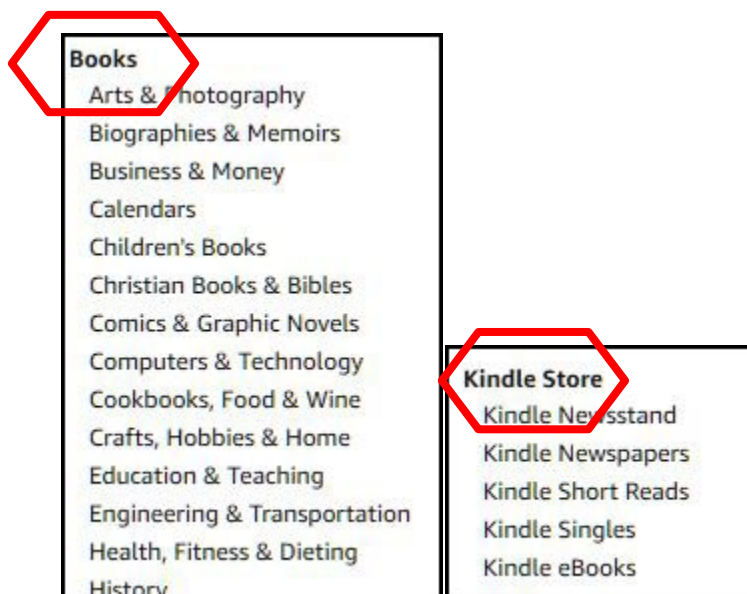 Books
Arts & Photography
Biographies & Memoirs
Business & Money
Calendars
Children's Books
Christian Books & Bibles
Comics & Graphic Novels
Computers & Technology
Cookbooks, Food & Wine
Crafts, Hobbies & Home
Education & Teaching
Engineering & Transportation
Health, Fitness & Dieting
History
Kindle Store
Kindle Newsstand
Kindle Newspapers
Kindle Short Reads
Kindle Singles
Kindle eBooks